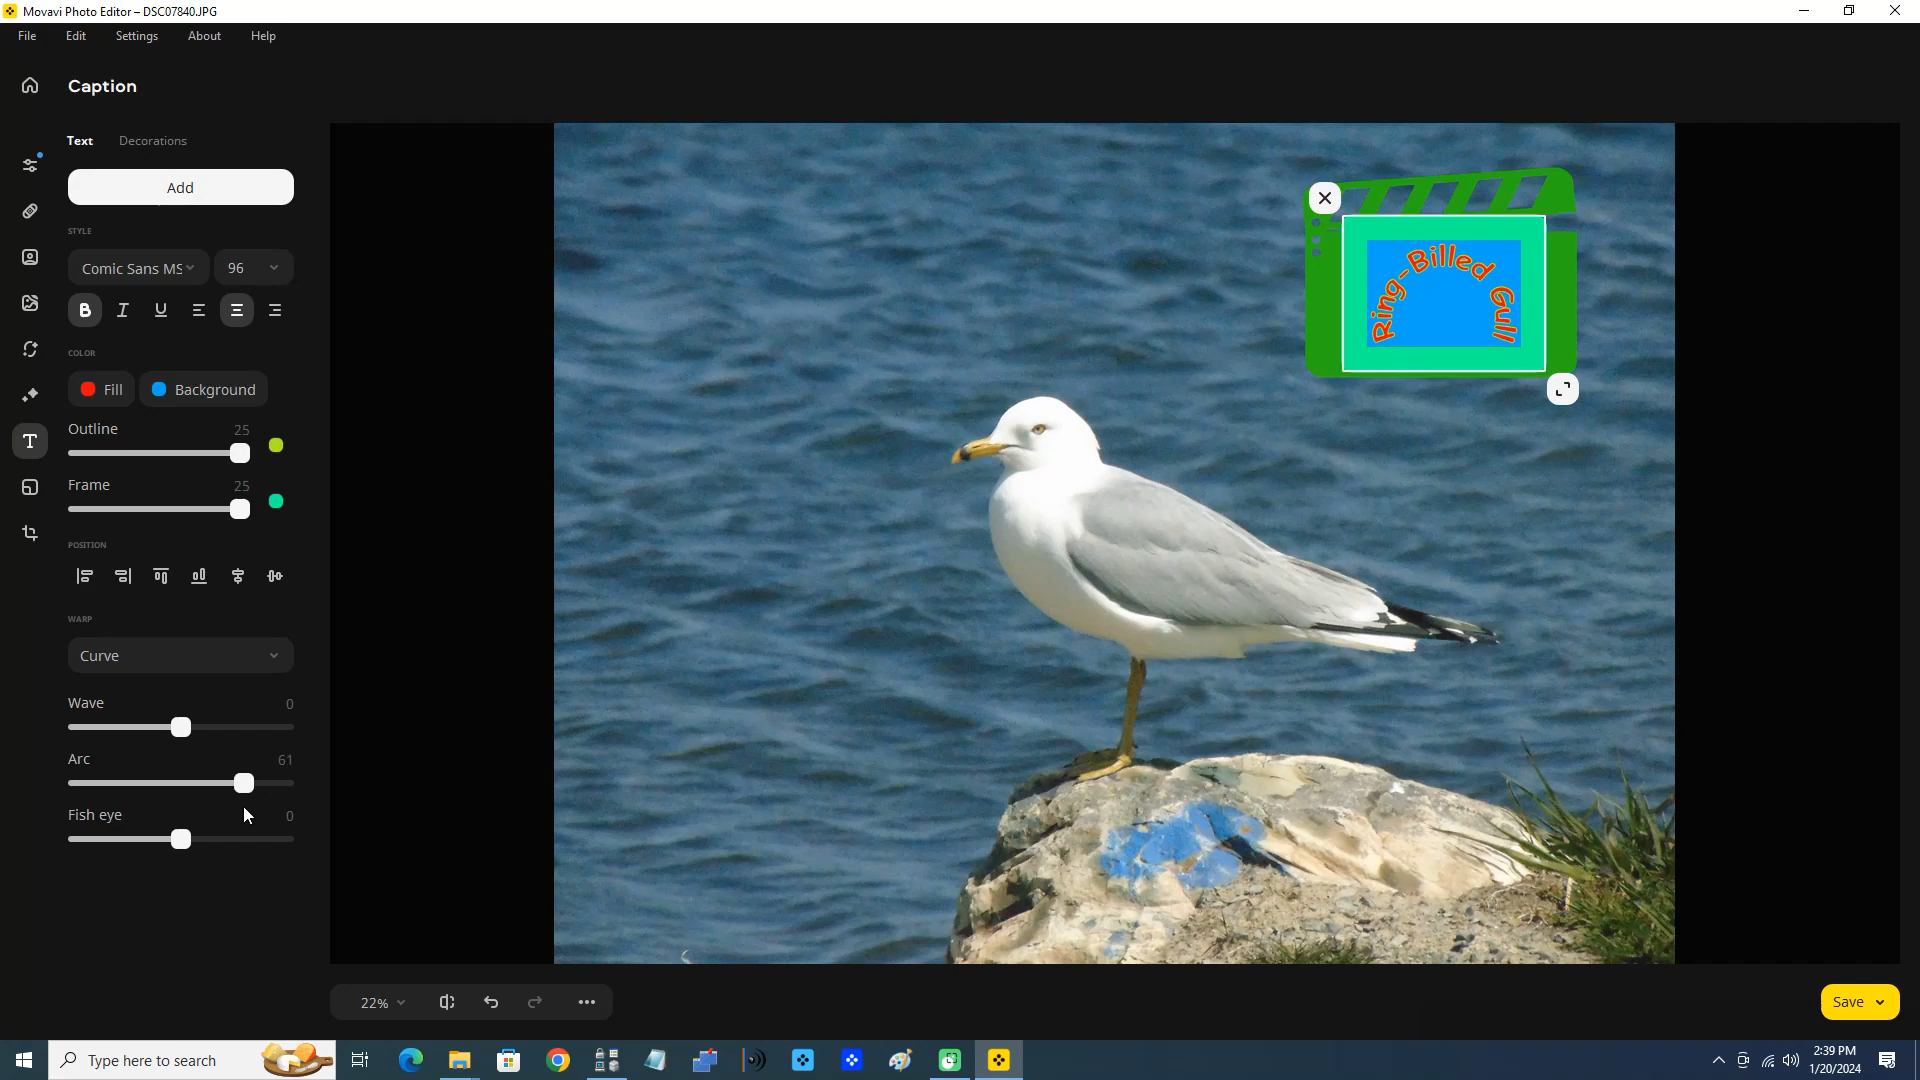 Movavi Photo Editor – DSC07840.JPG
File Edit Settings About Help
Caption
Text Decorations
Add
STYLE
Comic Sans MS 96
COLOR
Fill Background
Outline 25
Frame 25
POSITION
WARP
Curve
Wave 0
Arc 61
Fish eye 0
Ring-Billed Gull
22%
Save
Type here to search
2:39 PM
1/20/2024